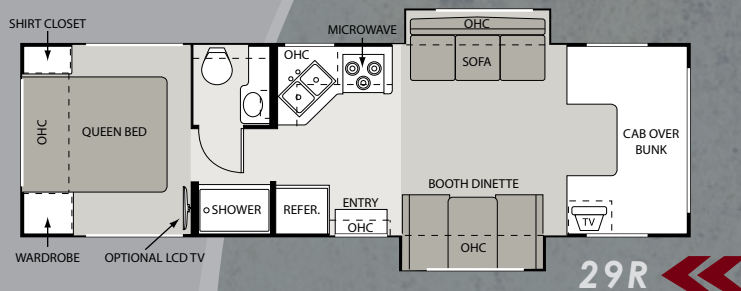 SHIRT CLOSET
MICROWAVE
OHC
OHC
SOFA
OHC
QUEEN BED
CAB OVER
BUNK
BOOTH DINETTE
SHOWER
REFER.
ENTRY
OHC
OHC
TV
WARDROBE
OPTIONAL LCD TV
29R